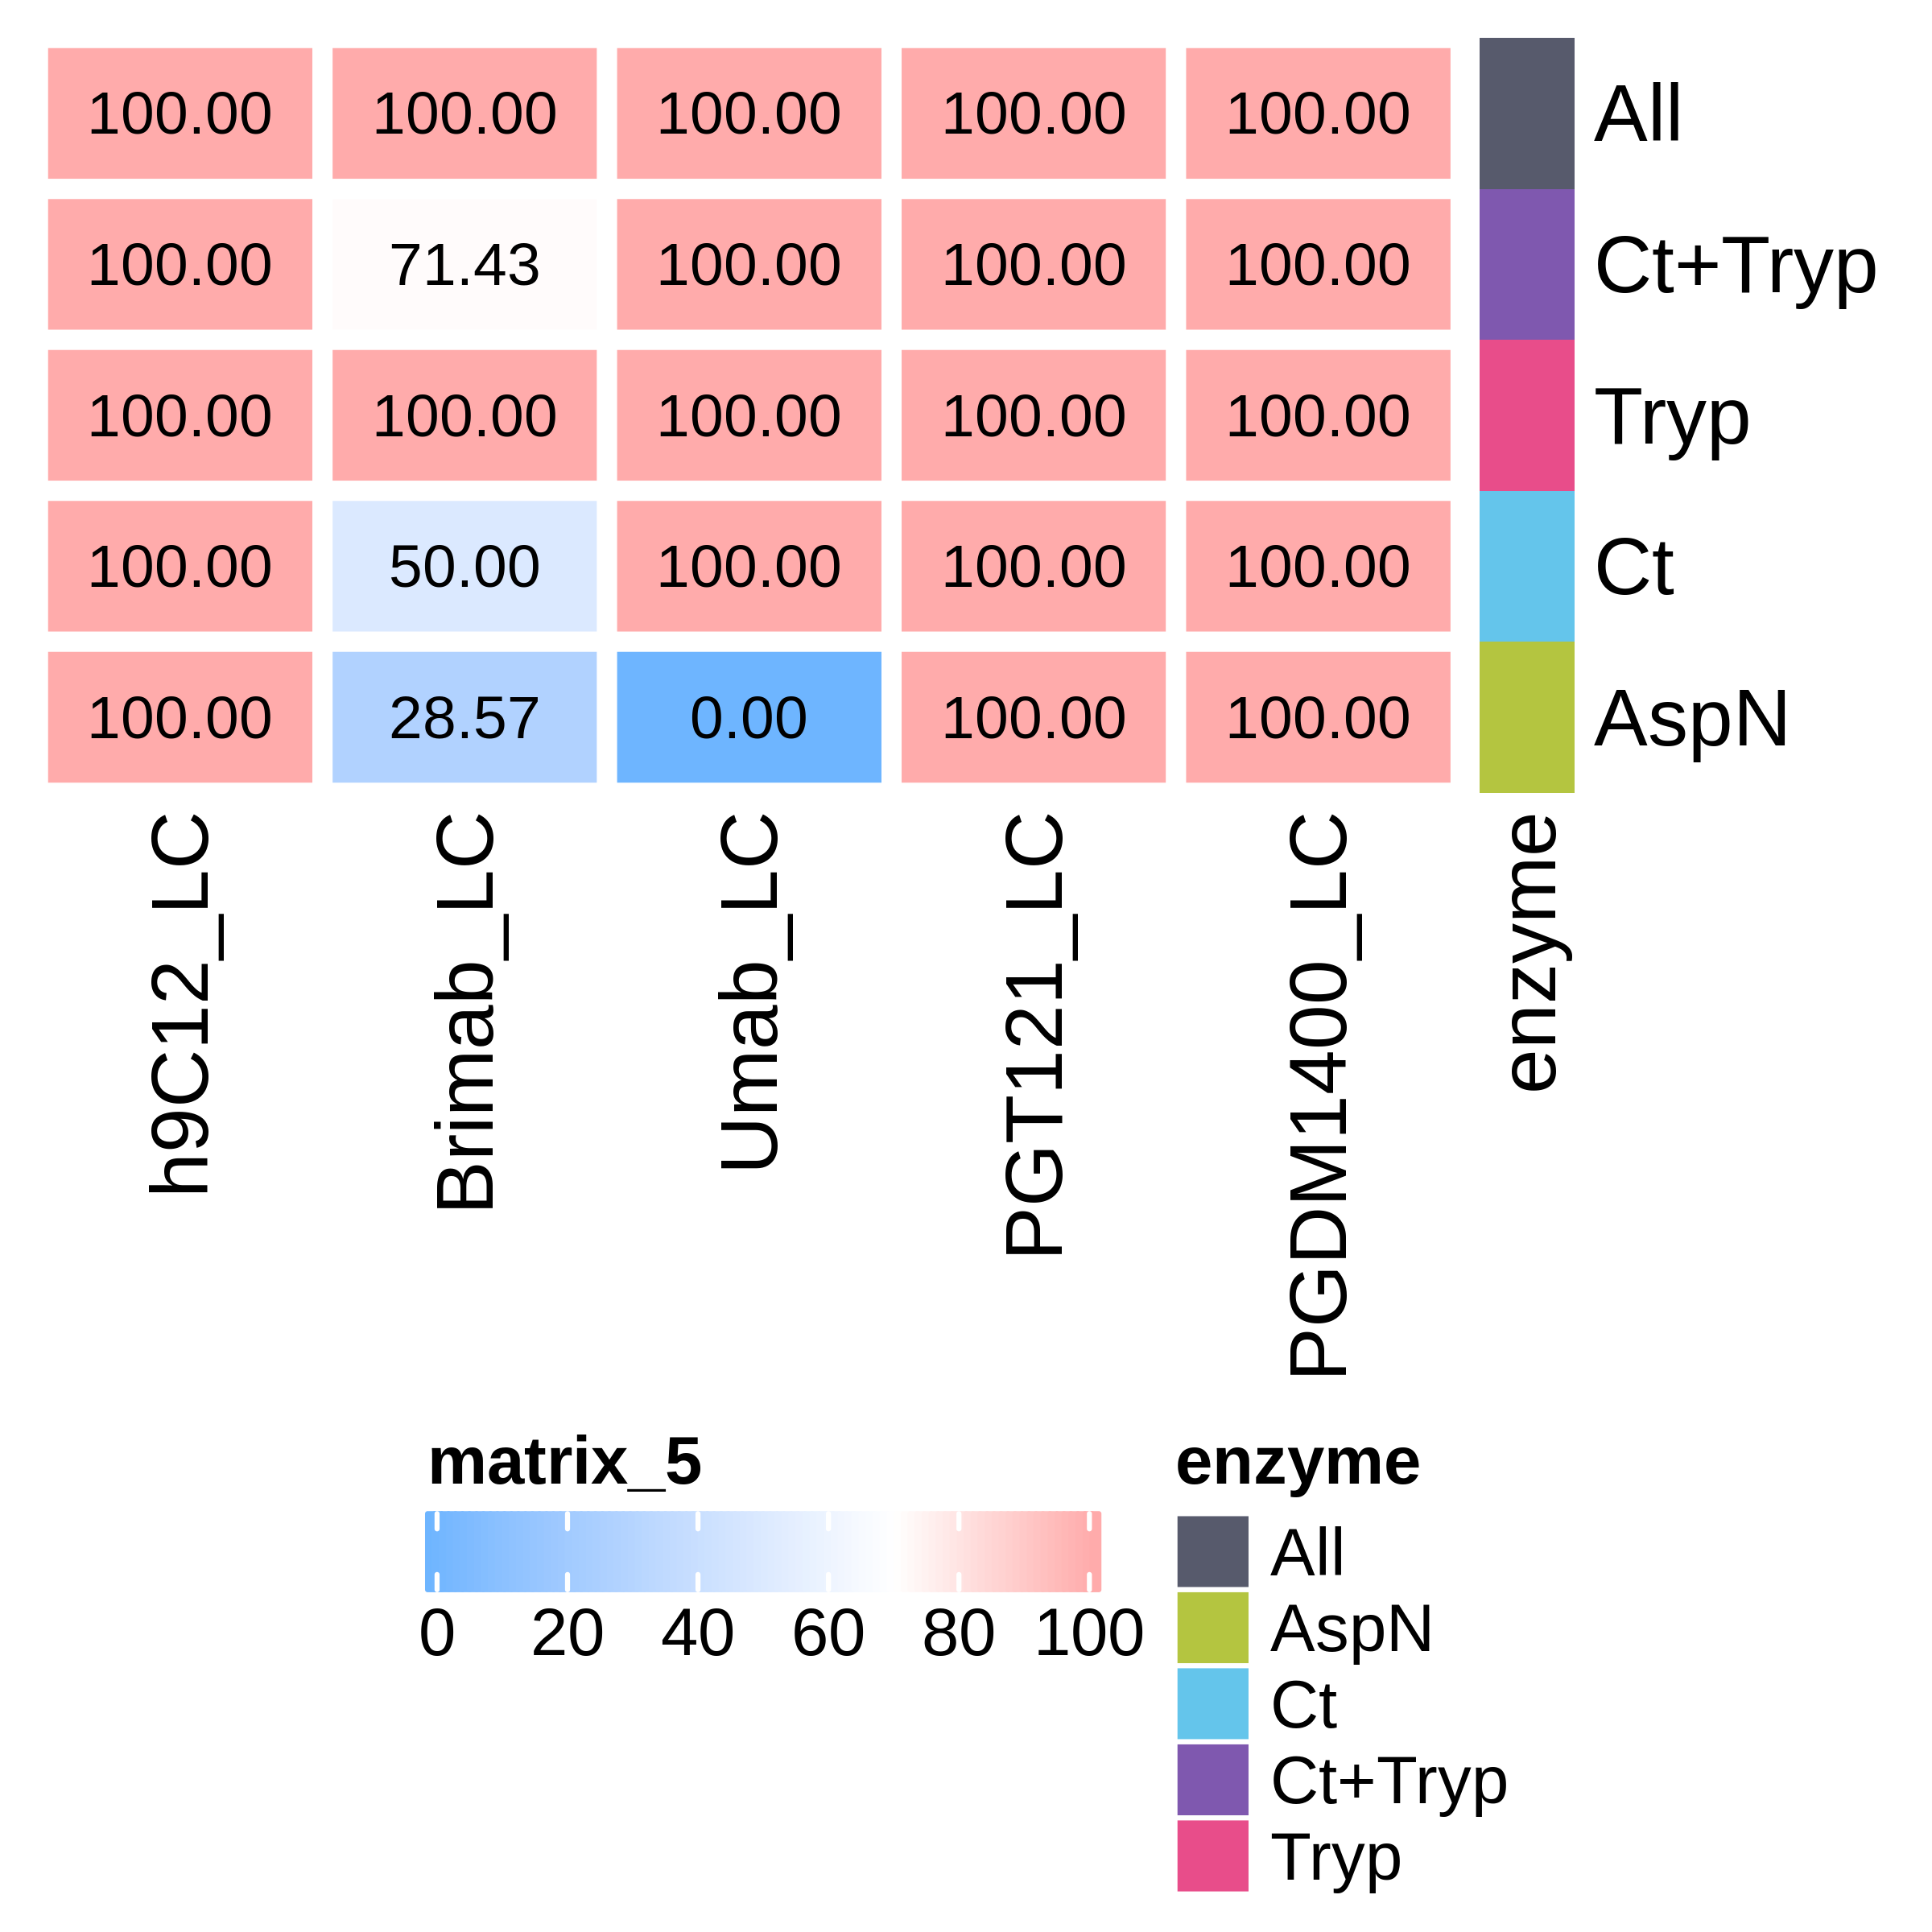 100.00 100.00 100.00 100.00 100.00 All
100.00 71.43 100.00 100.00 100.00 Ct+Tryp
100.00 100.00 100.00 100.00 100.00 Tryp
100.00 50.00 100.00 100.00 100.00 Ct
100.00 28.57 0.00 100.00 100.00 AspN
h9C12_LC
Brimab_LC
Umab_LC
PGT121_LC
PGDM1400_LC
enzyme
matrix_5
0 20 40 60 80 100
enzyme
All
AspN
Ct
Ct+Tryp
Tryp